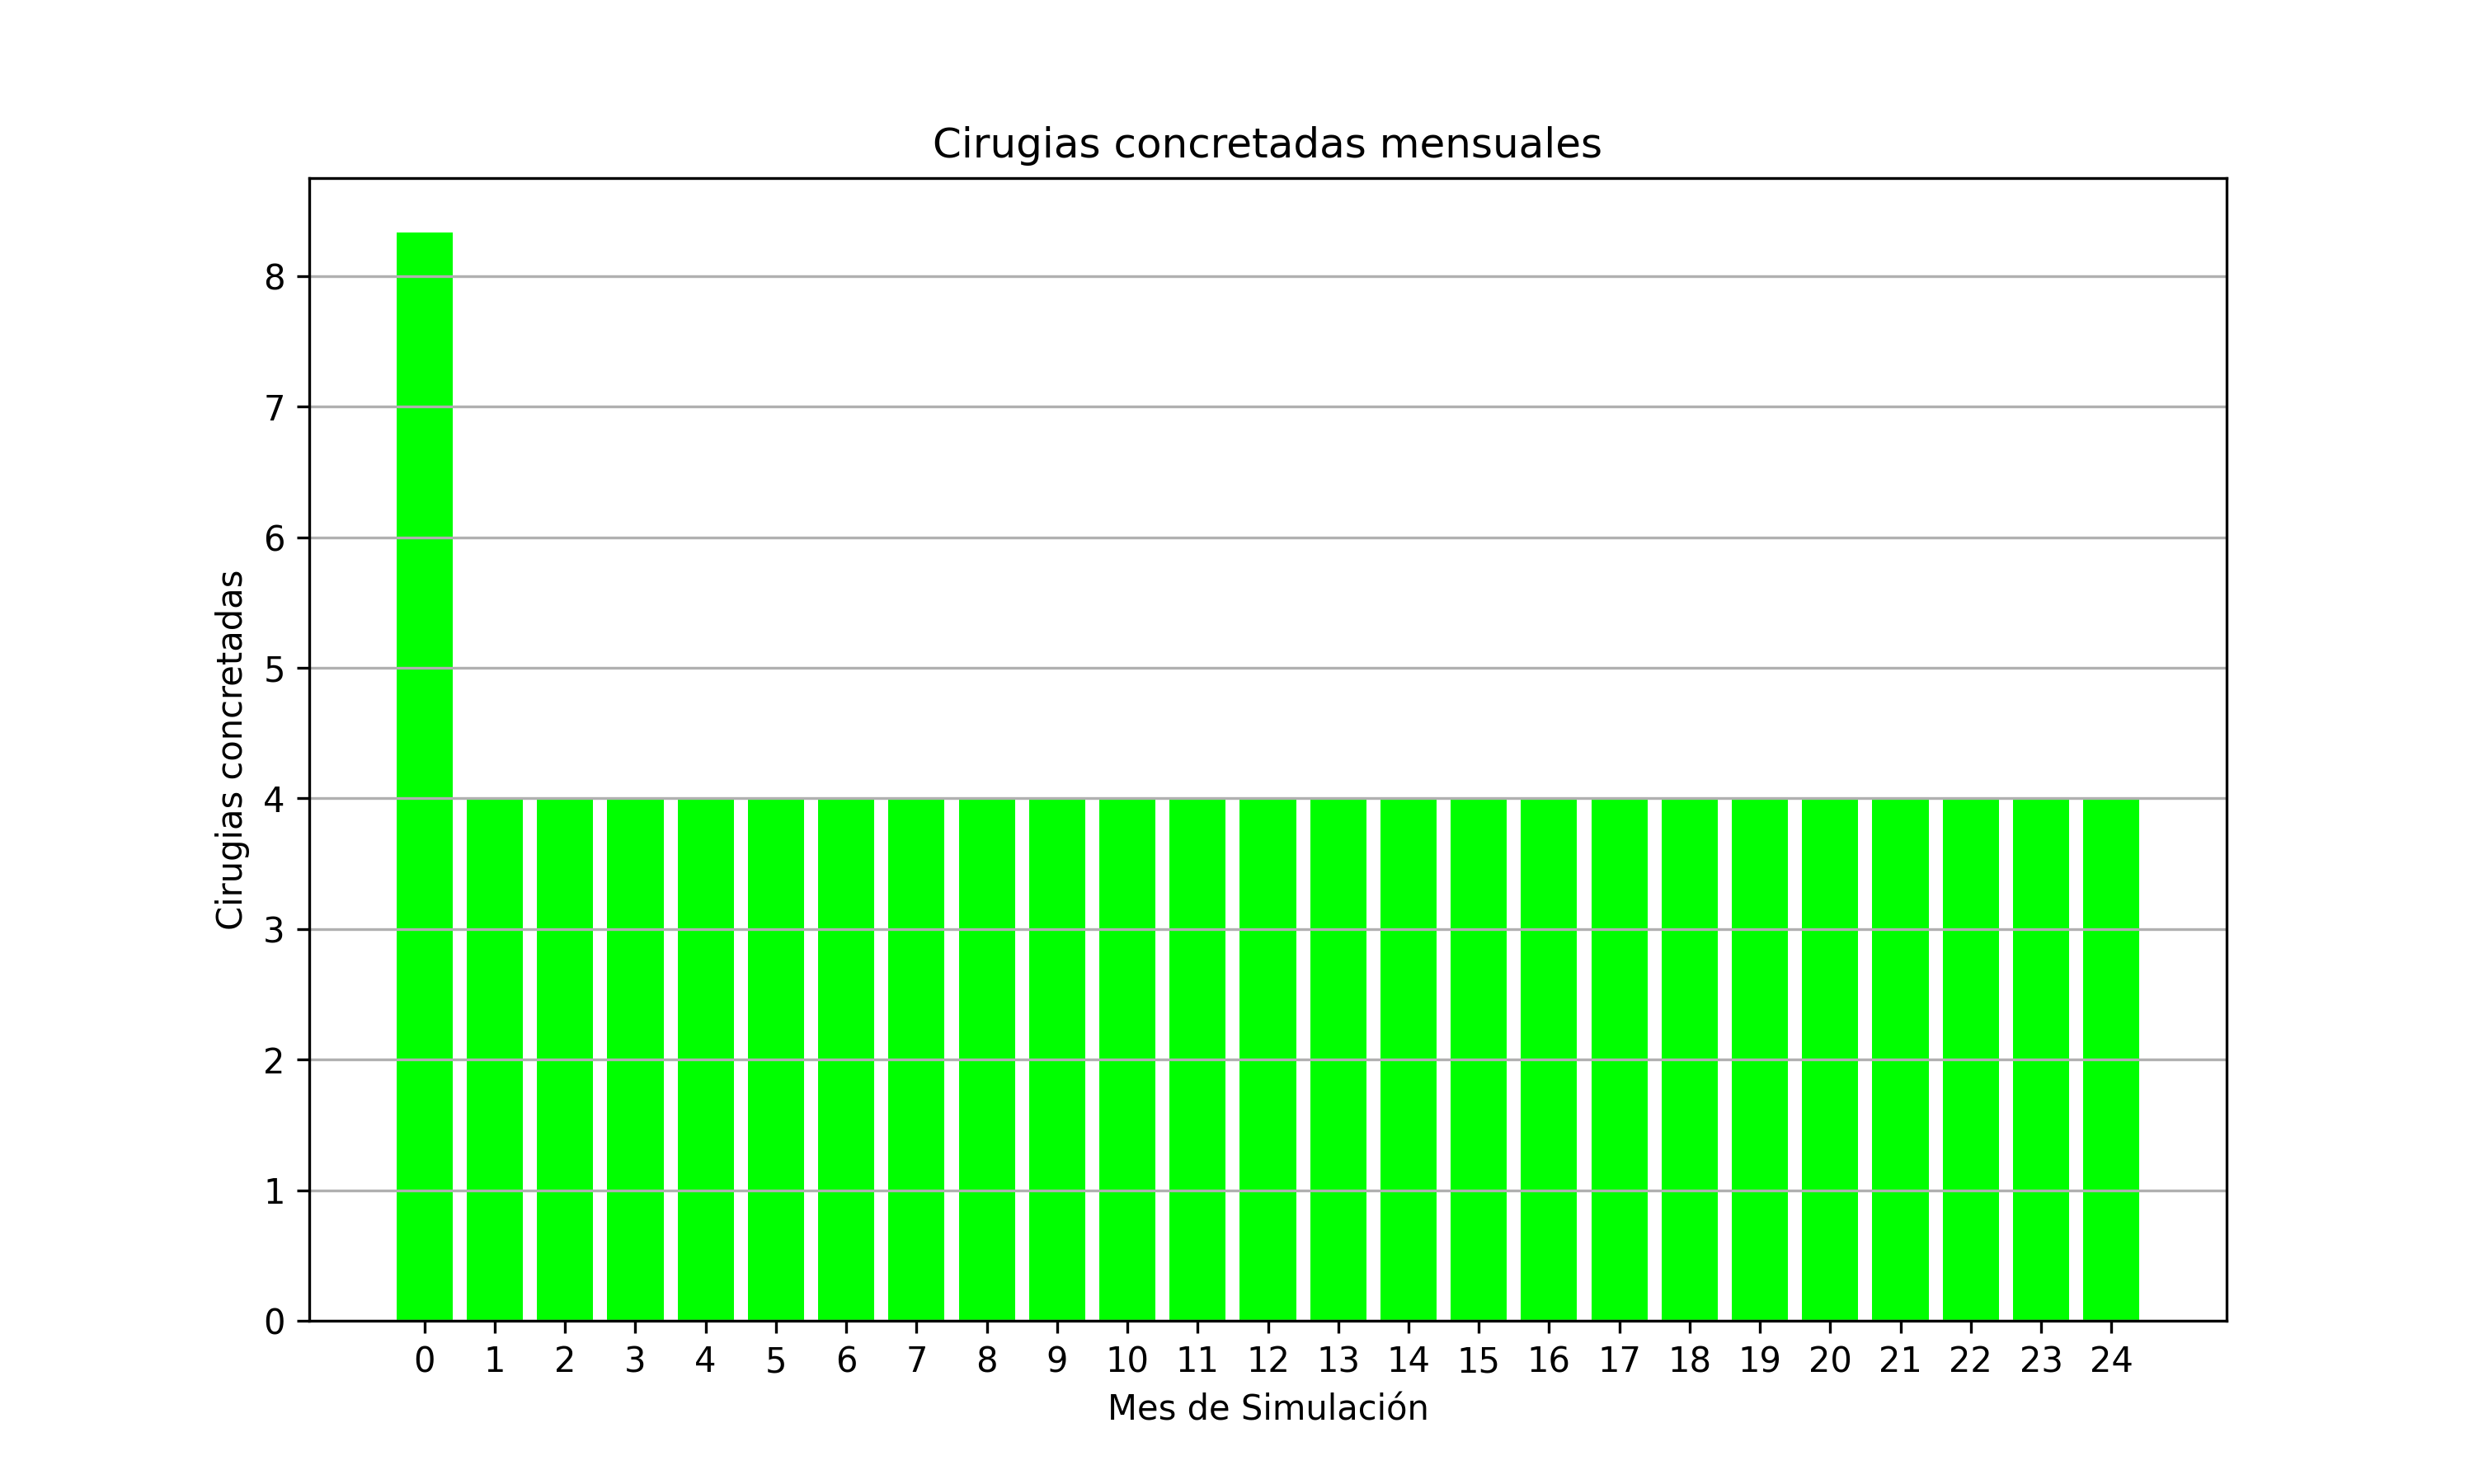 Cirugias concretadas mensuales
Cirugias concretadas
8
7
6
5
4
3
2
1
0
0 1 2 3 4 5 6 7 8 9 10 11 12 13 14 15 16 17 18 19 20 21 22 23 24
Mes de Simulación